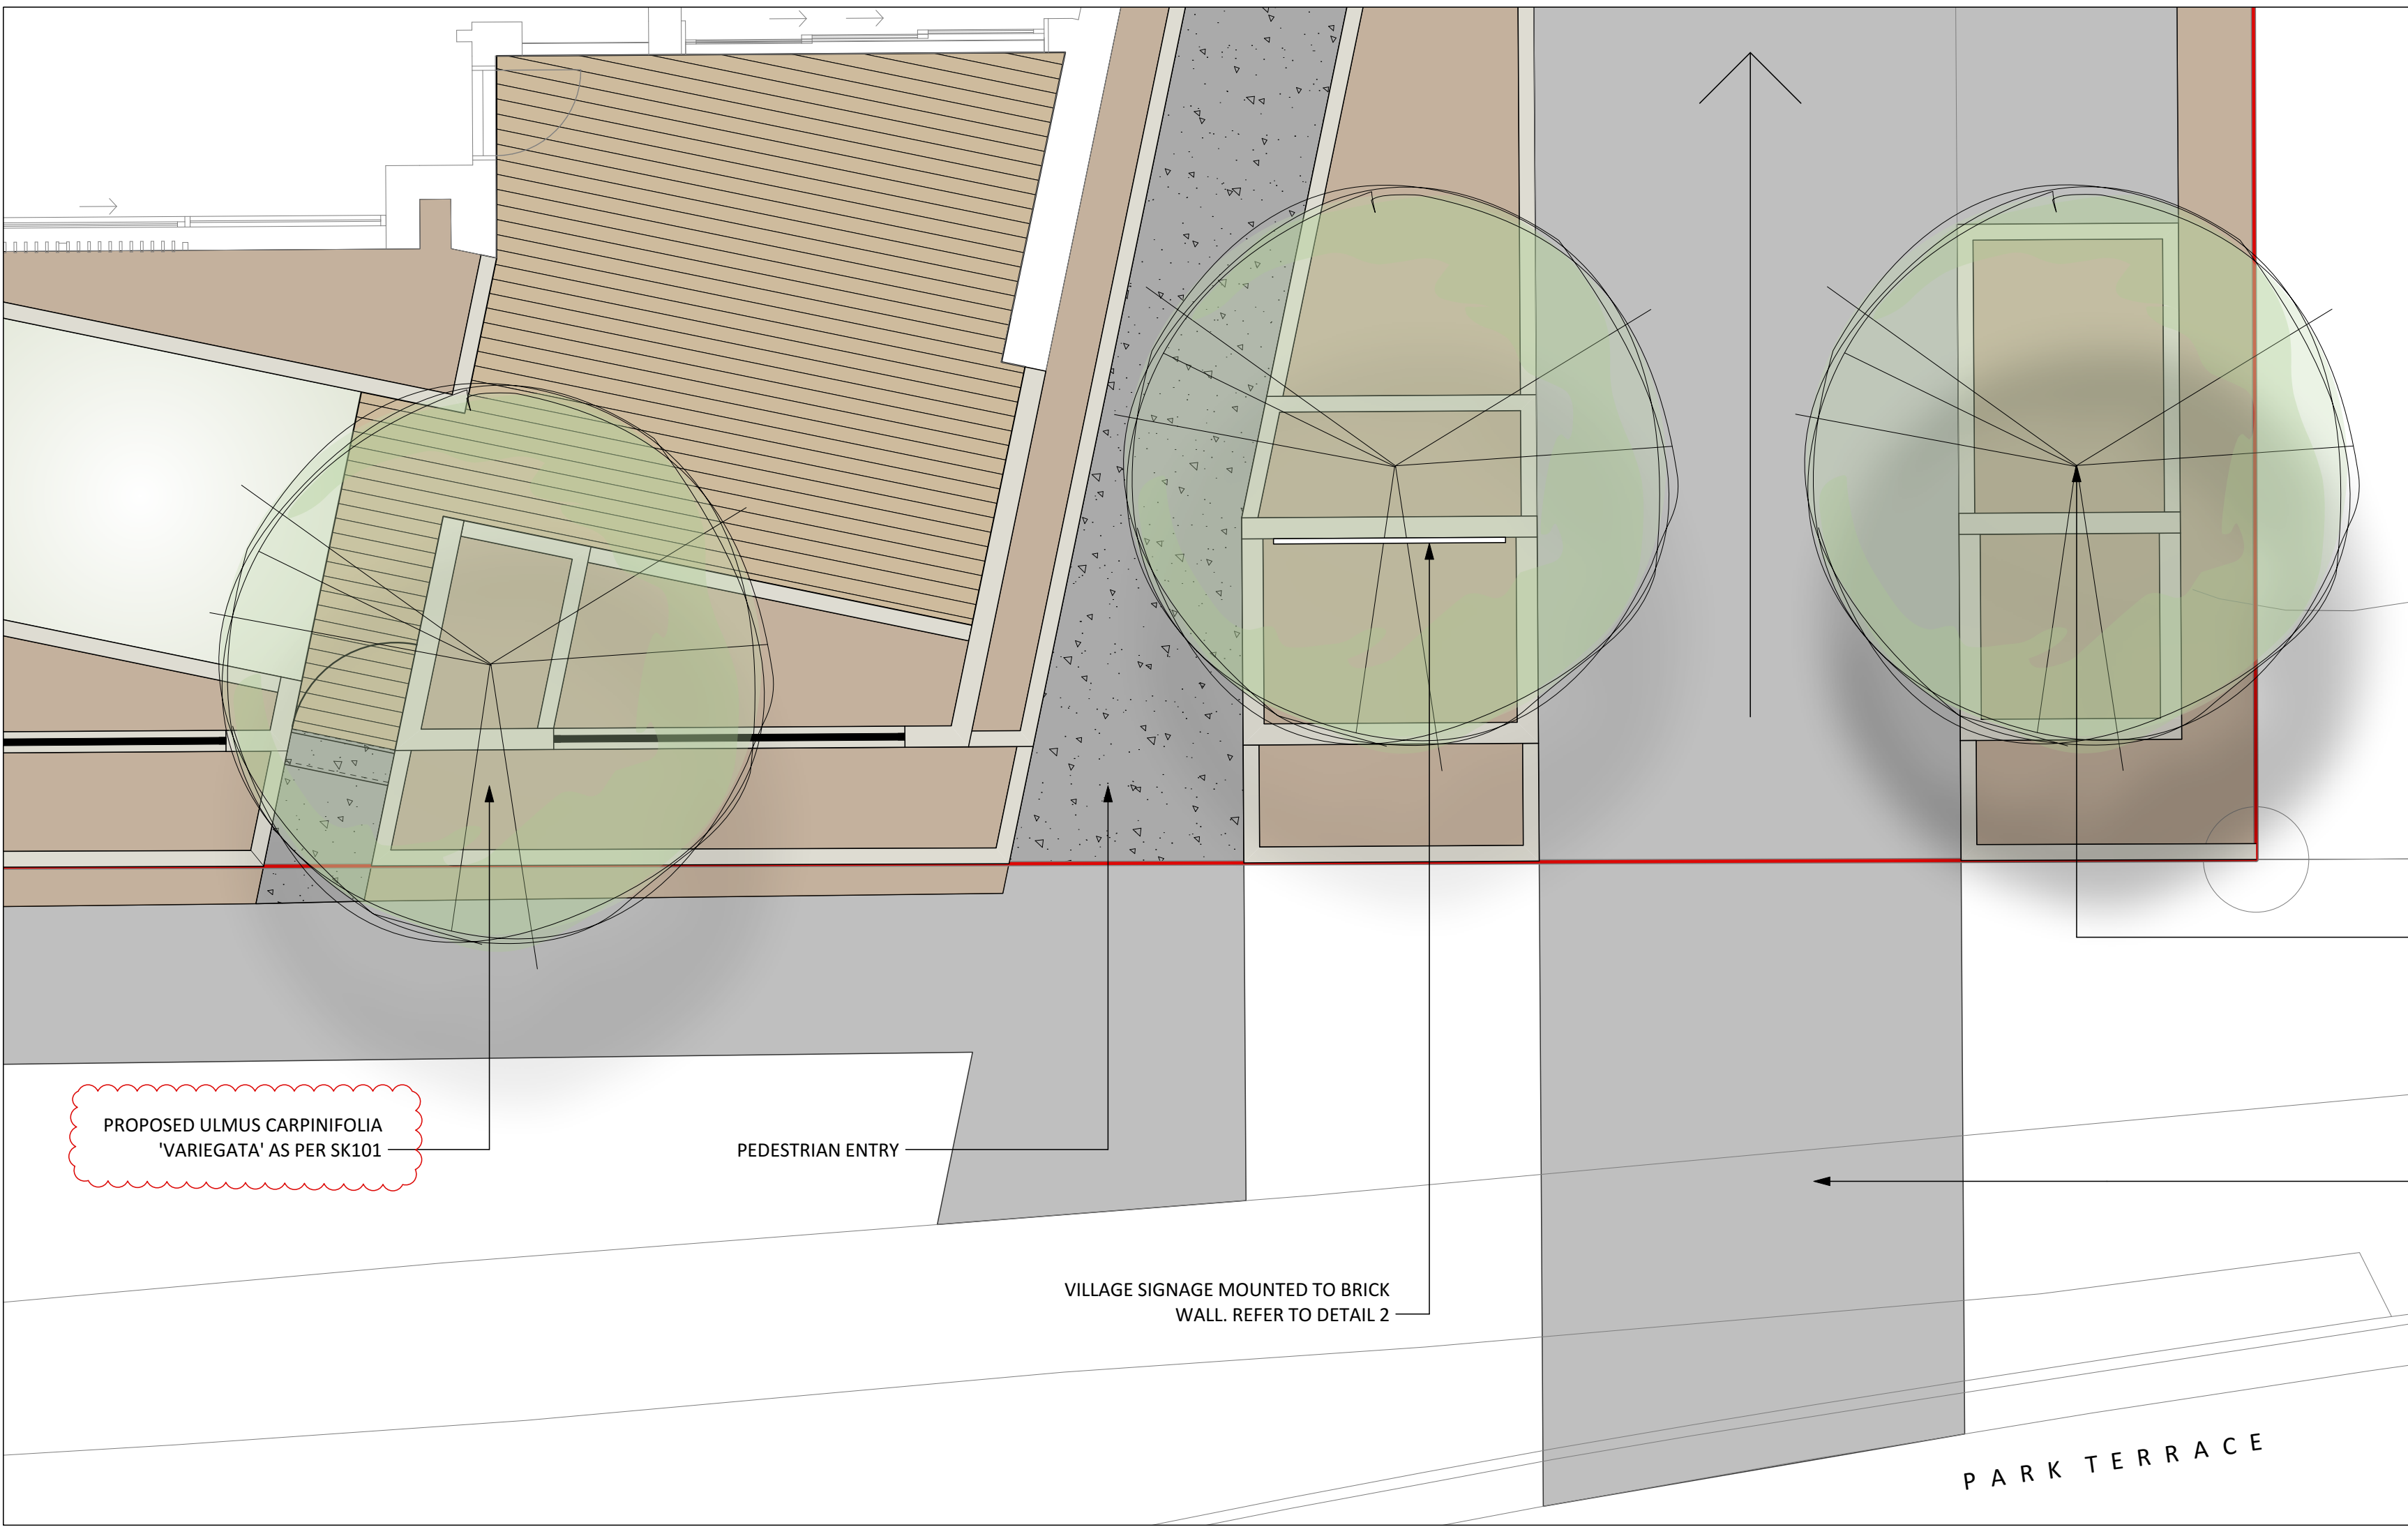 PROPOSED ULMUS CARPINIFOLIA
'VARIEGATA' AS PER SK101
PEDESTRIAN ENTRY
VILLAGE SIGNAGE MOUNTED TO BRICK
WALL. REFER TO DETAIL 2
PARK TERRACE